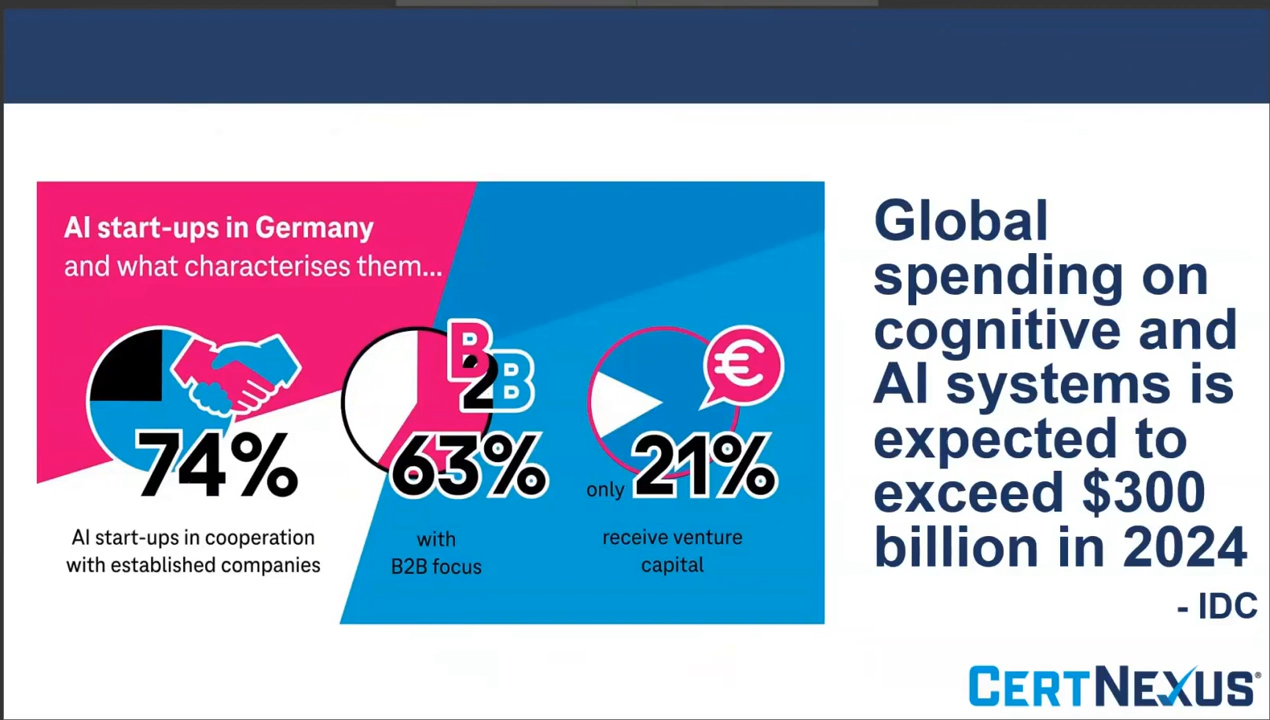 AI start-ups in Germany
and what characterises them...
74%
AI start-ups in cooperation
with established companies
B
2
B
63%
with
B2B focus
€
only 21%
receive venture
capital
Global
spending on
cognitive and
AI systems is
expected to
exceed $300
billion in 2024
- IDC
CERTNEXUS®